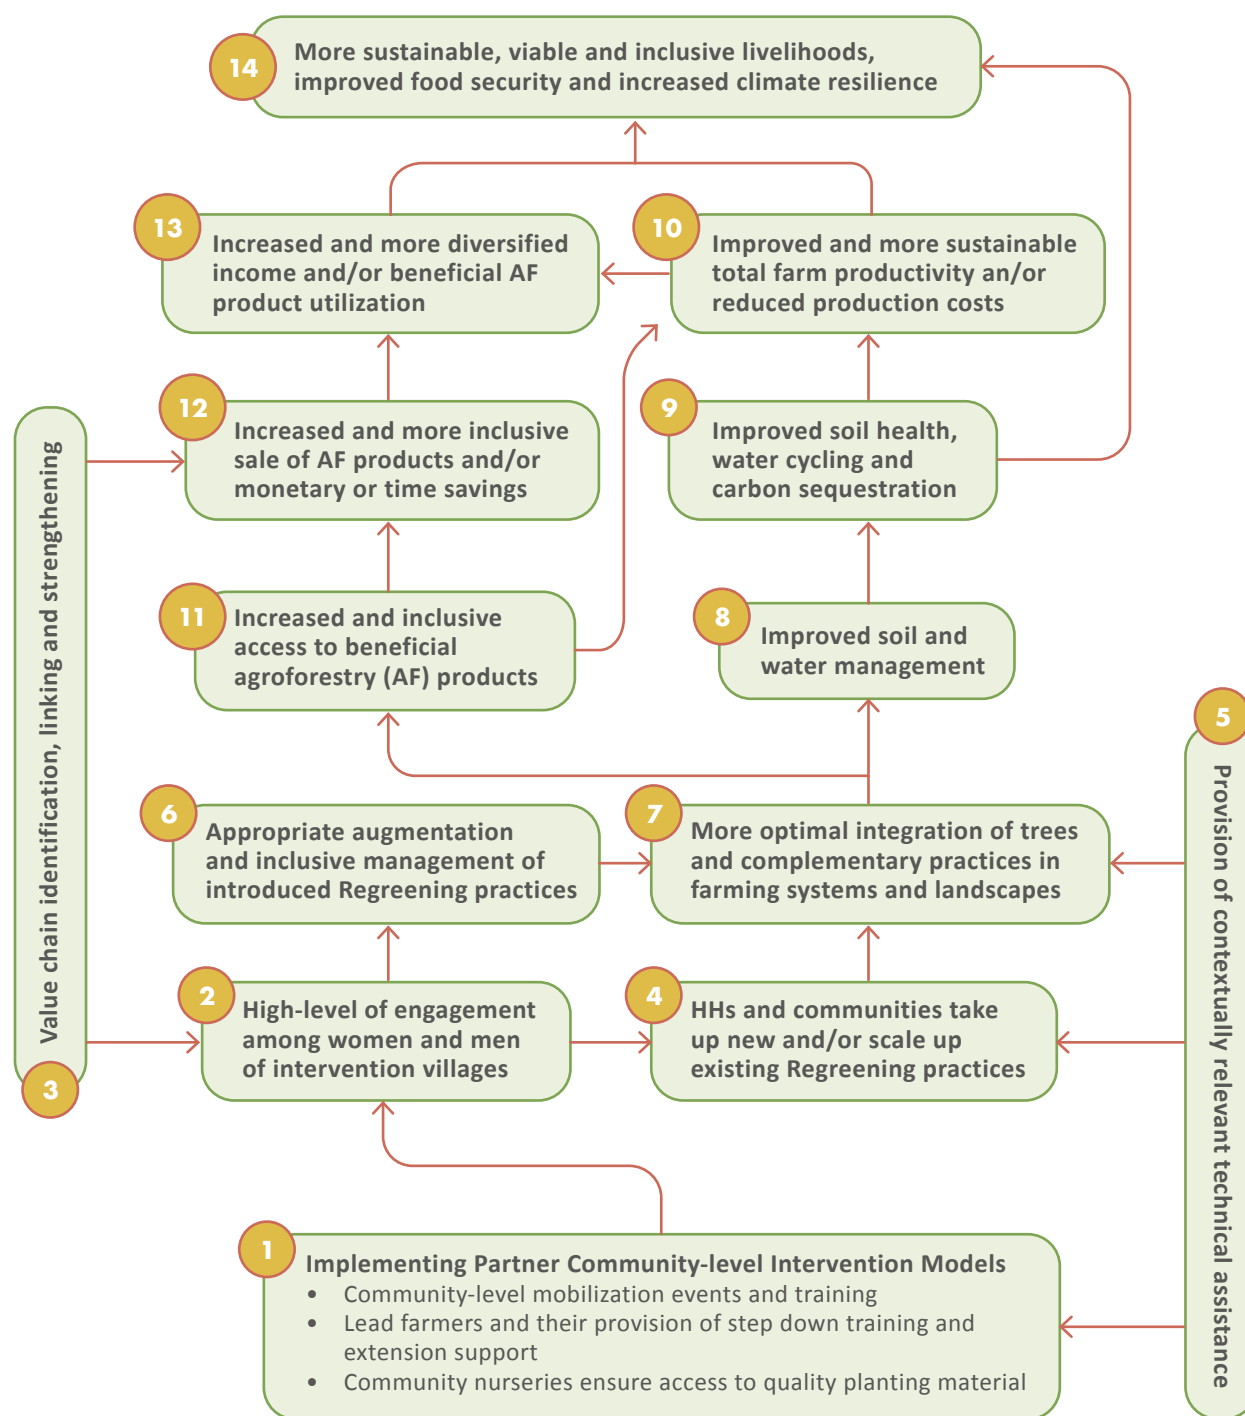 14
More sustainable, viable and inclusive livelihoods,
improved food security and increased climate resilience
13
Increased and more diversified
income and/or beneficial AF
product utilization
10
Improved and more sustainable
total farm productivity an/or
reduced production costs
12
Increased and more inclusive
sale of AF products and/or
monetary or time savings
9
Improved soil health,
water cycling and
carbon sequestration
11
Increased and inclusive
access to beneficial
agroforestry (AF) products
8
Improved soil and
water management
Value chain identification, linking and strengthening
3
5
Provision of contextually relevant technical assistance
6
Appropriate augmentation
and inclusive management of
introduced Regreening practices
7
More optimal integration of trees
and complementary practices in
farming systems and landscapes
2
High-level of engagement
among women and men
of intervention villages
4
HHs and communities take
up new and/or scale up
existing Regreening practices
1
Implementing Partner Community-level Intervention Models
• Community-level mobilization events and training
• Lead farmers and their provision of step down training and
extension support
• Community nurseries ensure access to quality planting material